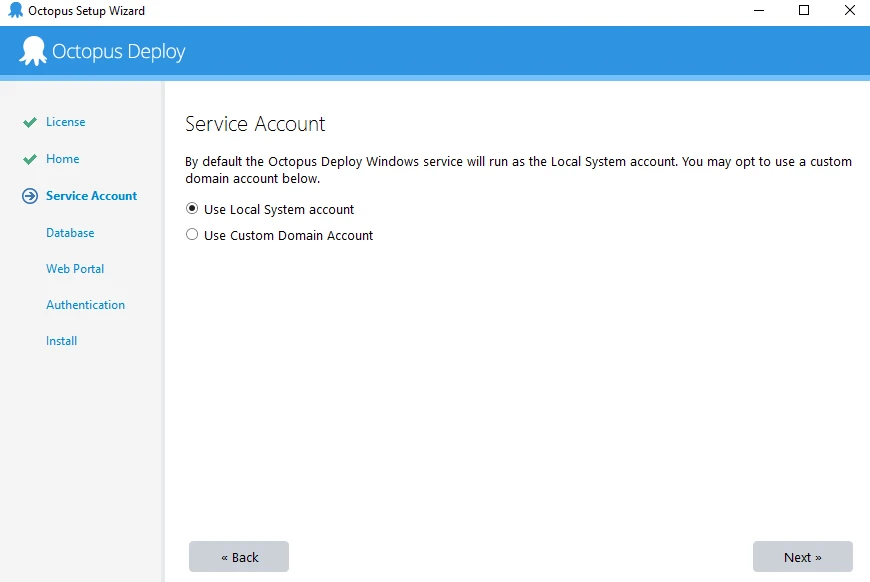 Octopus Setup Wizard
Octopus Deploy
License
Home
Service Account
Database
Web Portal
Authentication
Install
Service Account
By default the Octopus Deploy Windows service will run as the Local System account. You may opt to use a custom
domain account below.
Use Local System account
Use Custom Domain Account
« Back
Next »